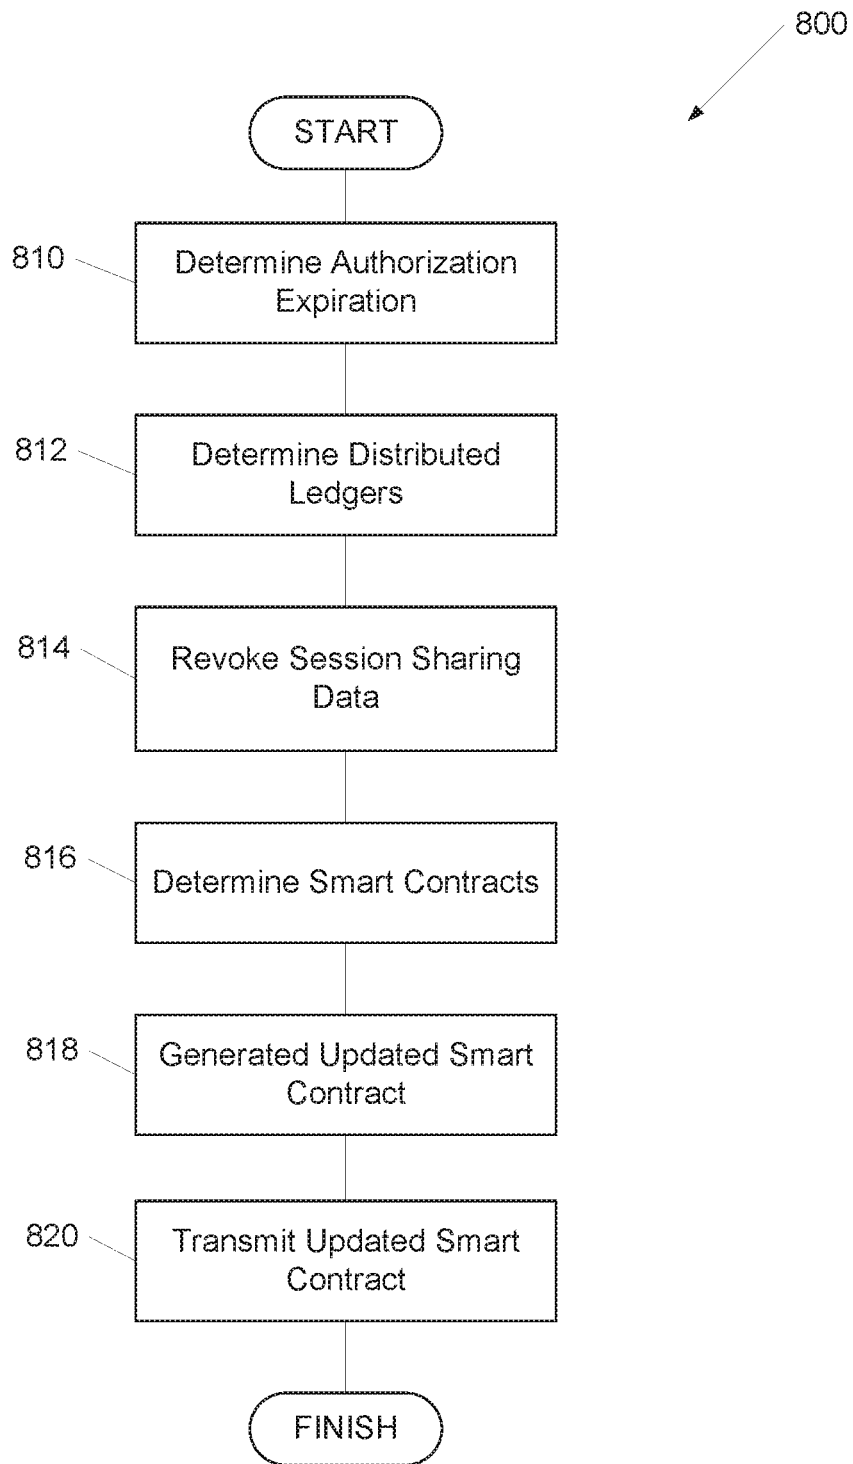 800
START
810
Determine Authorization
Expiration
812
Determine Distributed
Ledgers
814
Revoke Session Sharing
Data
816
Determine Smart Contracts
818
Generated Updated Smart
Contract
820
Transmit Updated Smart
Contract
FINISH